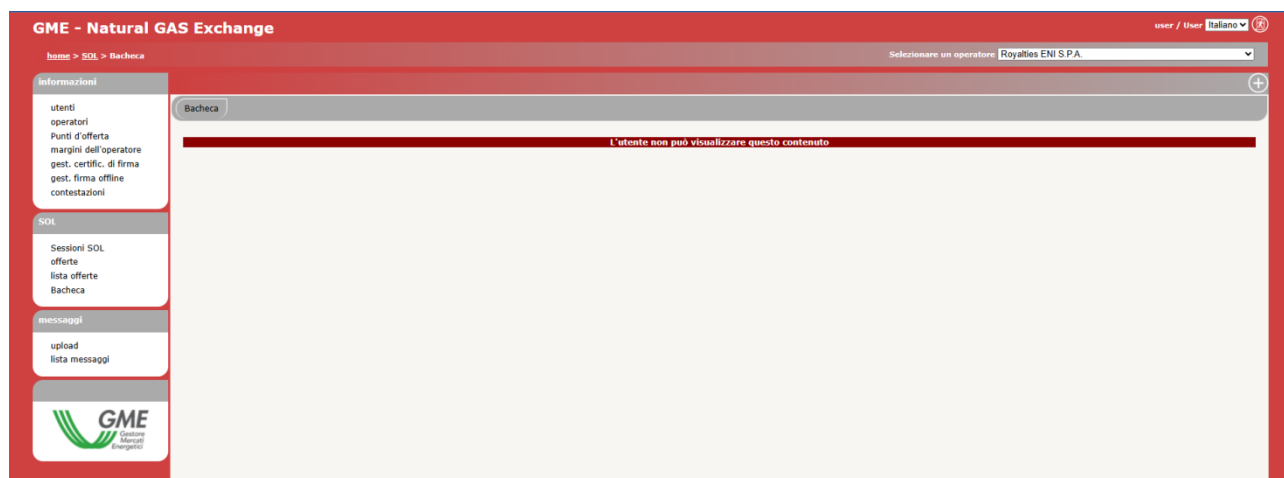 GME - Natural GAS Exchange
user / User Italiano
home > SOL > Bacheca
Selezionare un operatore Royalties ENI S.P.A.
informazioni
utenti
operatori
Punti d'offerta
margini dell'operatore
gest. certific. di firma
gest. firma offline
contestazioni
Bacheca
L'utente non può visualizzare questo contenuto
SOL
Sessioni SOL
offerte
lista offerte
Bacheca
messaggi
upload
lista messaggi
GME
Gestore
Mercati
Energetici